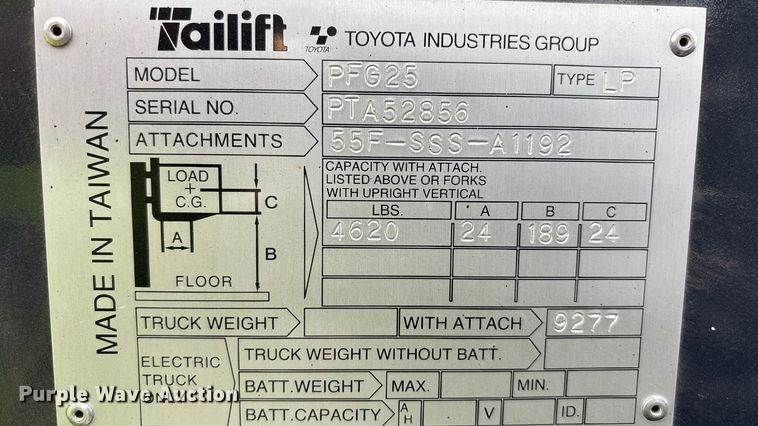 Tailift TOYOTA TOYOTA INDUSTRIES GROUP
MODEL PFG25 TYPE LP
SERIAL NO. PTA52856
ATTACHMENTS 55F-SSS-A1192
MADE IN TAIWAN
LOAD
+
C.G.
A
C
B
FLOOR
CAPACITY WITH ATTACH.
LISTED ABOVE OR FORKS
WITH UPRIGHT VERTICAL
LBS. A B C
4620 24 189 24
TRUCK WEIGHT WITH ATTACH 9277
ELECTRIC
TRUCK
TRUCK WEIGHT WITHOUT BATT.
BATT.WEIGHT MAX. MIN.
BATT.CAPACITY AH V ID.
Purple Wave Auction